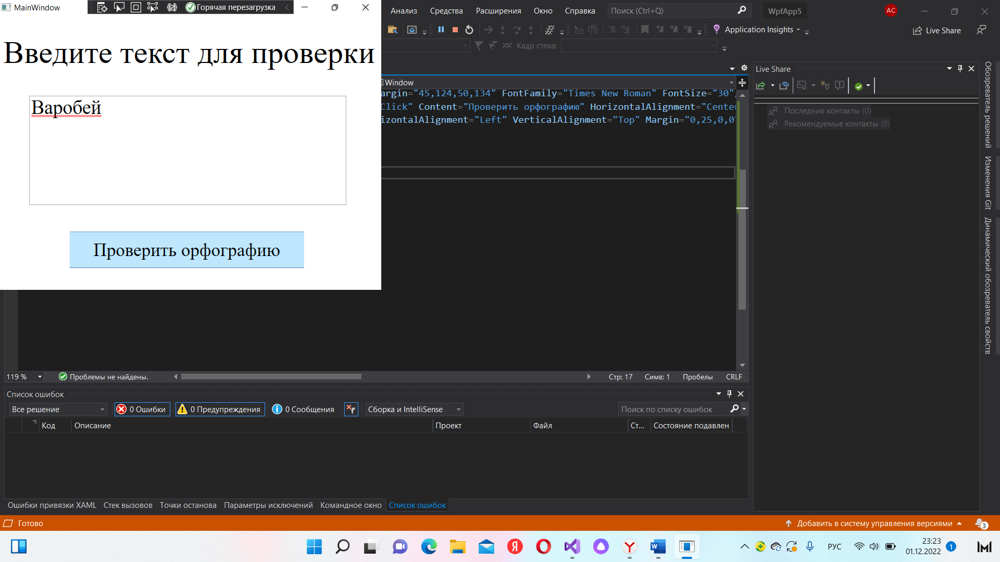 MainWindow
Горячая перезагрузка
Анализ Средства Расширения Окно Справка Поиск (Ctrl+Q) WpfApp5 АС
Application Insights Live Share
Кадр стека:
Введите текст для проверки
Варобей
Проверить орфографию
Window
argin="45,124,50,134" FontFamily="Times New Roman" FontSize="30"
Click" Content="Проверить орфографию" HorizontalAlignment="Center
izontalAlignment="Left" VerticalAlignment="Top" Margin="0,25,0,0"
Live Share
Последние контакты (0)
Рекомендуемые контакты (0)
Обозреватель решений
Изменения Git
Динамический обозреватель свойств
119 % Проблемы не найдены. Стр: 17 Симв: 1 Пробелы CRLF
Список ошибок
Все решение 0 Ошибки 0 Предупреждения 0 Сообщения Сборка и IntelliSense Поиск по списку ошибок
Код Описание Проект Файл Ст... Состояние подавлен
Ошибки привязки XAML Стек вызовов Точки останова Параметры исключений Командное окно Список ошибок
Готово Добавить в систему управления версиями 3
РУС 23:23 1
01.12.2022